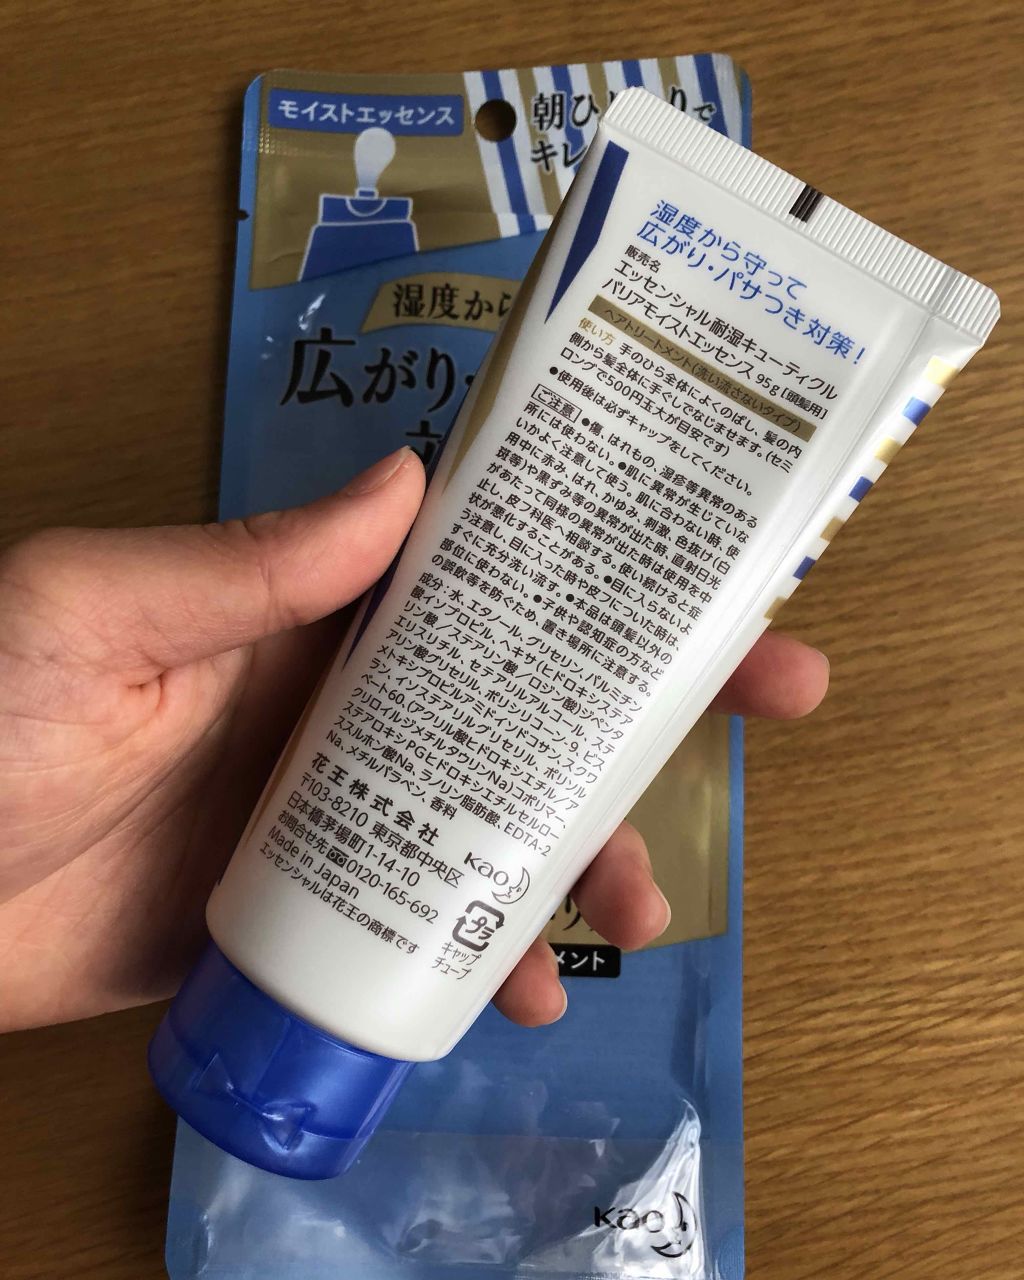 モイストエッセンス
朝ひ
りで
キレ
湿度から
広がり・
湿度から守って
広がり・パサつき対策!
販売名
エッセンシャル耐湿キューティクル
バリアモイストエッセンス 95g [頭髪用]
ヘアトリートメント(洗い流さないタイプ)
使い方 手のひら全体によくのばし、髪の内
側から髪全体に手ぐしでなじませます。(セミ
ロングで500円玉大が目安です)
●使用後は必ずキャップをしてください。
ご注意 ●傷、はれもの、湿疹等異常のある
所には使わない。●肌に異常が生じていな
いかよく注意して使う。肌に合わない時、使
用中に赤み、はれ、かゆみ、刺激、色抜け(白
斑等)や黒ずみ等の異常が出た時、直射日光
があたって同様の異常が出た時は使用を中
止し、皮フ科医へ相談する。使い続けると症
状が悪化することがある。●目に入らないよ
う注意し、目に入った時や皮フについた時は、
すぐに充分洗い流す。●本品は頭髪以外の
部位に使わない。●子供や認知症の方など
の誤飲等を防ぐため、置き場所に注意する。
成分:水、エタノール、グリセリン、パルミチン
酸イソプロピル、ヘキサ(ヒドロキシステア
リン酸/ステアリン酸/ロジン酸)ジペンタ
エリスリチル、セテアリルアルコール、ステ
アリン酸グリセリル、ポリシリコーン-9、ビス
メトキシプロピルアミドイソドコサン、スクワ
ラン、イソステアリルグリセリル、ポリソル
ベート60、(アクリル酸ヒドロキシエチル/ア
クリロイルジメチルタウリンNa)コポリマー、
ステアロキシPGヒドロキシエチルセルロー
ススルホン酸Na、ラノリン脂肪酸、EDTA-2
Na、メチルパラベン、香料
花王株式会社
〒103-8210 東京都中央区
日本橋茅場町1-14-10
お問合せ先 0120-165-692
Made in Japan
エッセンシャルは花王の商標です
Kao
プラ
キャップ
チューブ
メント
Kao